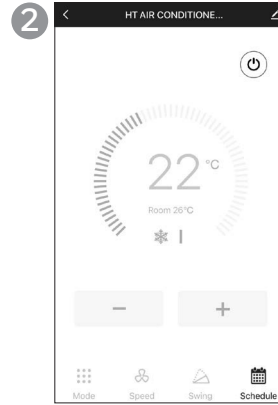 2
HT AIR CONDITIONE...
22 °C
Room 26°C
Mode Speed Swing Schedule